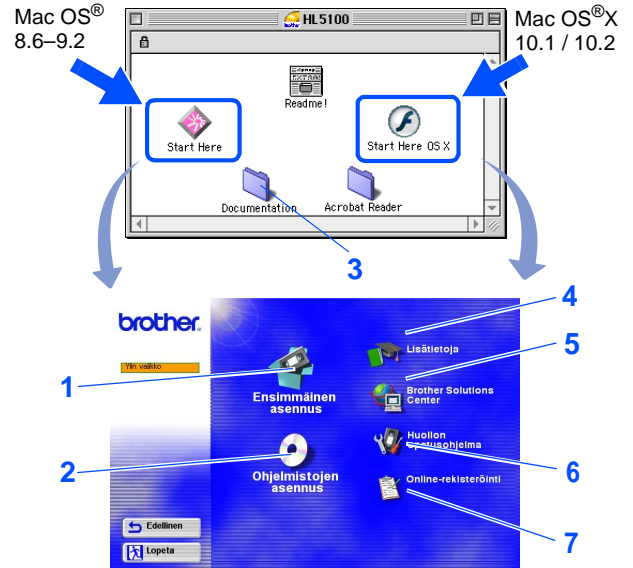 Mac OS®
8.6–9.2
brother
HL5100
Mac OS®X
10.1 / 10.2
Readme!
Start Here
Start Here OS X
Documentation
Acrobat Reader
3
brother.
Ylin valikko
4
Lisätietoja
5
1
Ensimmäinen
asennus
Brother Solutions
Center
2
Ohjelmistojen
asennus
Huollon
opetusohjelma
6
Online-rekisteröinti
7
Edellinen
Lopeta